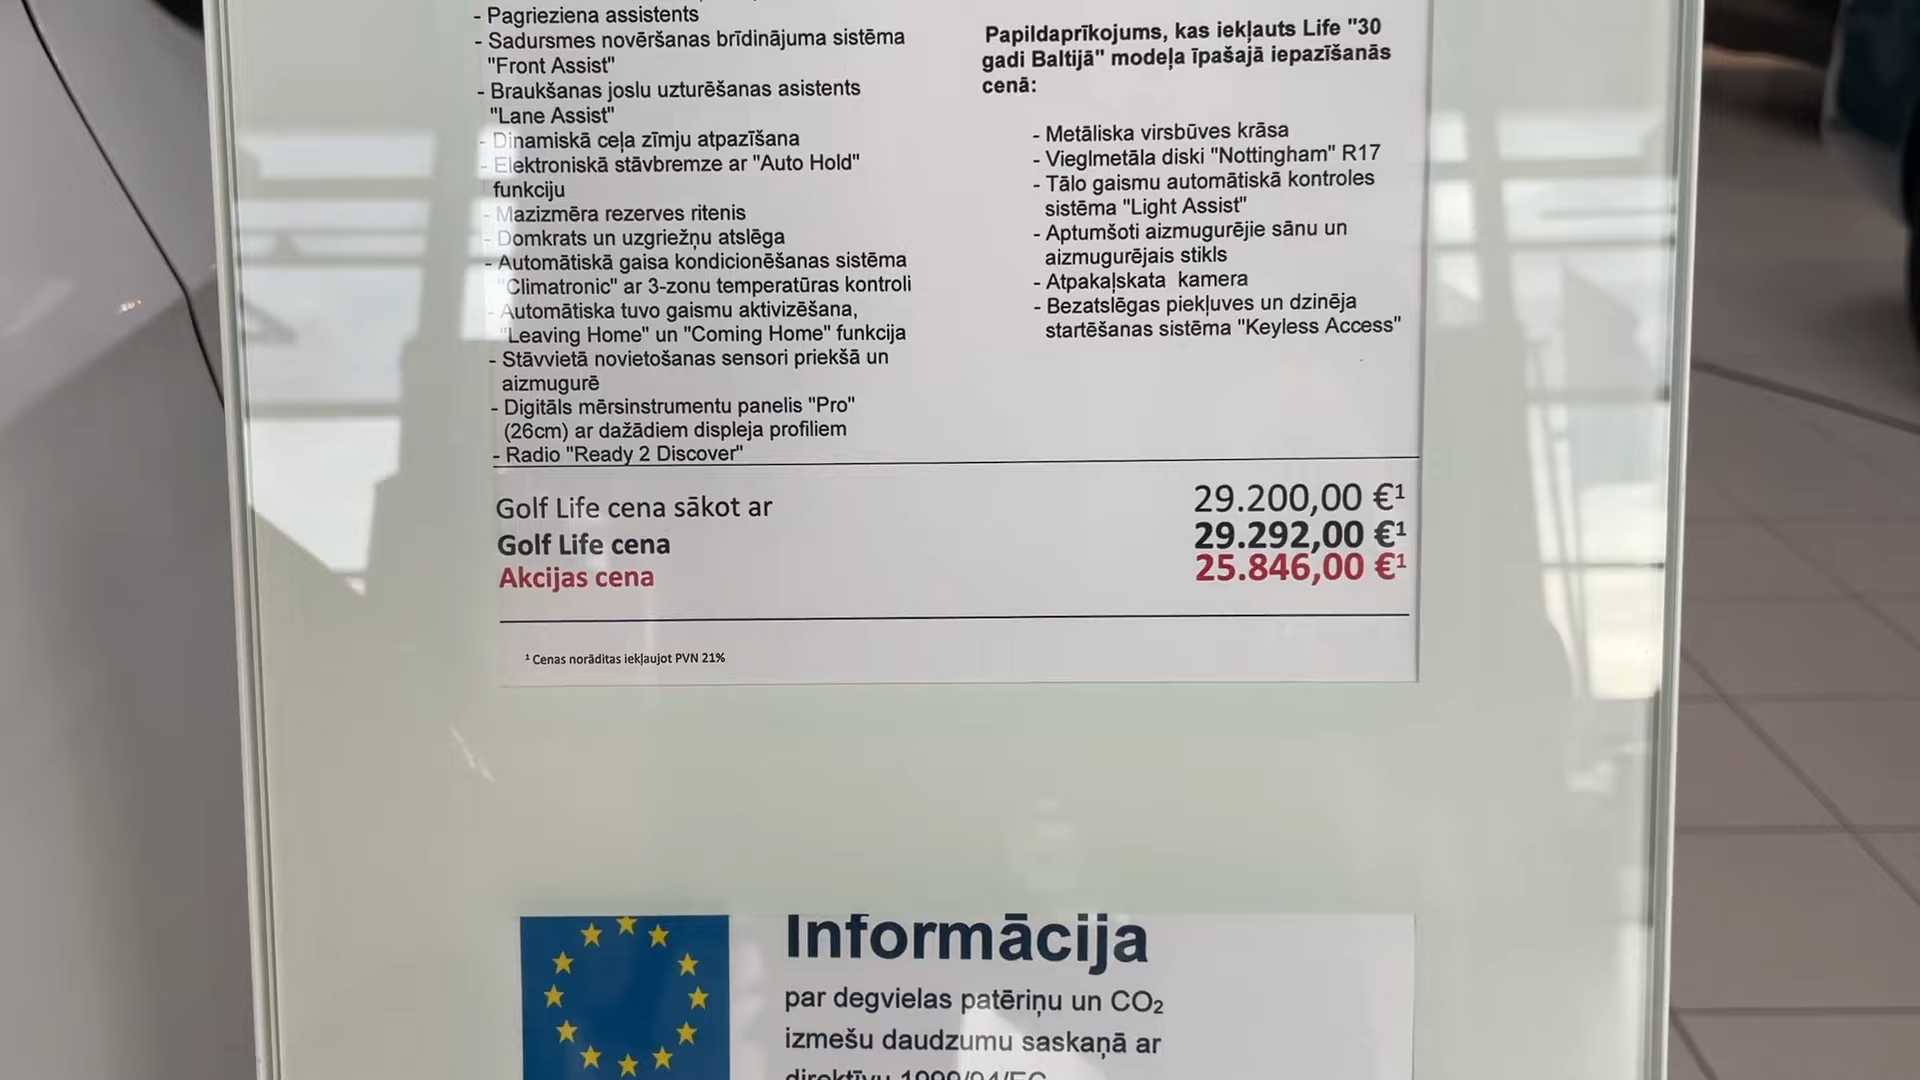 - Pagrieziena assistents
- Sadursmes novēršanas brīdinājuma sistēma
"Front Assist"
- Braukšanas joslu uzturēšanas asistents
"Lane Assist"
- Dinamiskā ceļa zīmju atpazīšana
- Elektroniskā stāvbremze ar "Auto Hold"
funkciju
- Mazizmēra rezerves ritenis
- Domkrats un uzgriežņu atslēga
- Automātiskā gaisa kondicionēšanas sistēma
"Climatronic" ar 3-zonu temperatūras kontroli
- Automātiska tuvo gaismu aktivizēšana,
"Leaving Home" un "Coming Home" funkcija
- Stāvvietā novietošanas sensori priekšā un
aizmugurē
- Digitāls mērsinstrumentu panelis "Pro"
(26cm) ar dažādiem displeja profiliem
- Radio "Ready 2 Discover"
Papildaprīkojums, kas iekļauts Life "30
gadi Baltijā" modeļa īpašajā iepazīšanās
cenā:
- Metāliska virsbūves krāsa
- Vieglmetāla diski "Nottingham" R17
- Tālo gaismu automātiskā kontroles
sistēma "Light Assist"
- Aptumšoti aizmugurējie sānu un
aizmugurējais stikls
- Atpakaļskata kamera
- Bezatslēgas piekļuves un dzinēja
startēšanas sistēma "Keyless Access"
Golf Life cena sākot ar 29.200,00 €¹
Golf Life cena 29.292,00 €¹
Akcijas cena 25.846,00 €¹
¹ Cenas norāditas iekļaujot PVN 21%
Informācija
par degvielas patēriņu un CO₂
izmešu daudzumu saskaņā ar
direktīvu 1999/94/EC